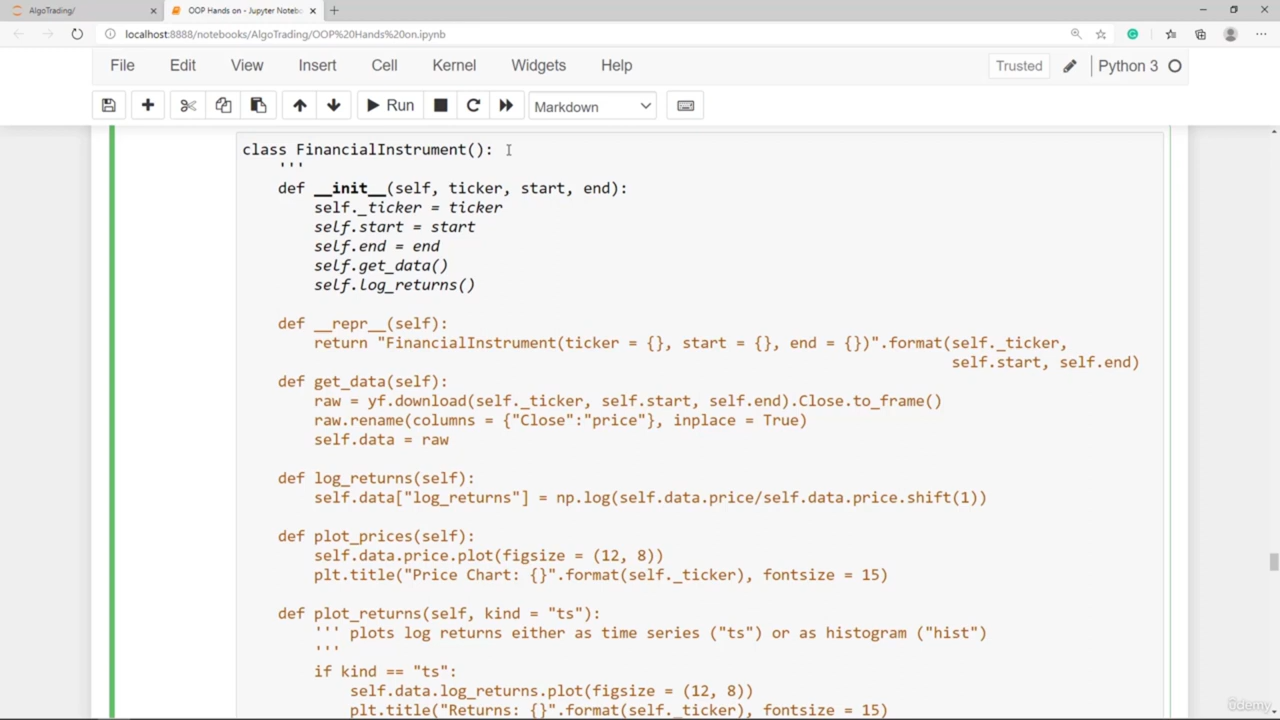 AlgoTrading/
OOP Hands on - Jupyter Notebo
localhost:8888/notebooks/AlgoTrading/OOP%20Hands%20on.ipynb
File Edit View Insert Cell Kernel Widgets Help Trusted Python 3
Run Markdown
class FinancialInstrument():
'''
def __init__(self, ticker, start, end):
self._ticker = ticker
self.start = start
self.end = end
self.get_data()
self.log_returns()
def __repr__(self):
return "FinancialInstrument(ticker = {}, start = {}, end = {})".format(self._ticker,
self.start, self.end)
def get_data(self):
raw = yf.download(self._ticker, self.start, self.end).Close.to_frame()
raw.rename(columns = {"Close":"price"}, inplace = True)
self.data = raw
def log_returns(self):
self.data["log_returns"] = np.log(self.data.price/self.data.price.shift(1))
def plot_prices(self):
self.data.price.plot(figsize = (12, 8))
plt.title("Price Chart: {}".format(self._ticker), fontsize = 15)
def plot_returns(self, kind = "ts"):
''' plots log returns either as time series ("ts") or as histogram ("hist")
'''
if kind == "ts":
self.data.log_returns.plot(figsize = (12, 8))
plt.title("Returns: {}".format(self._ticker), fontsize = 15)
ûdemy